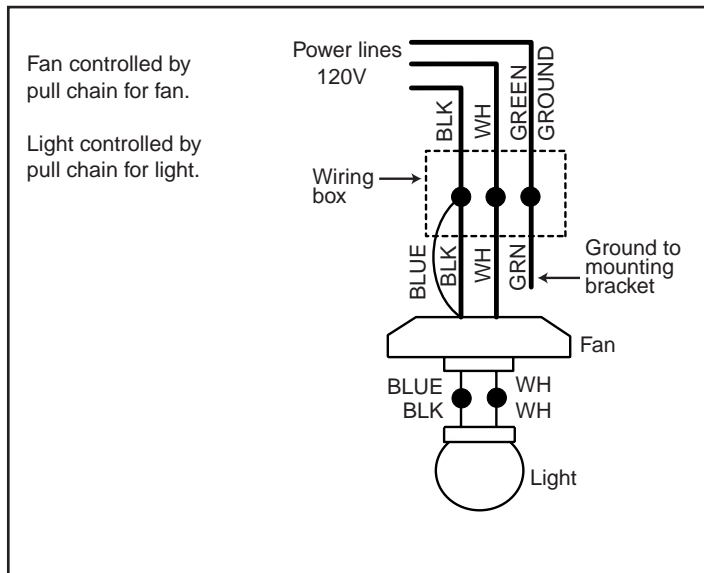 Fan controlled by
pull chain for fan.
Light controlled by
pull chain for light.
Power lines
120V
BLK
WH
GREEN
GROUND
Wiring
box
BLUE
BLK
WH
GRN
Ground to
mounting
bracket
Fan
BLUE
WH
BLK
WH
Light